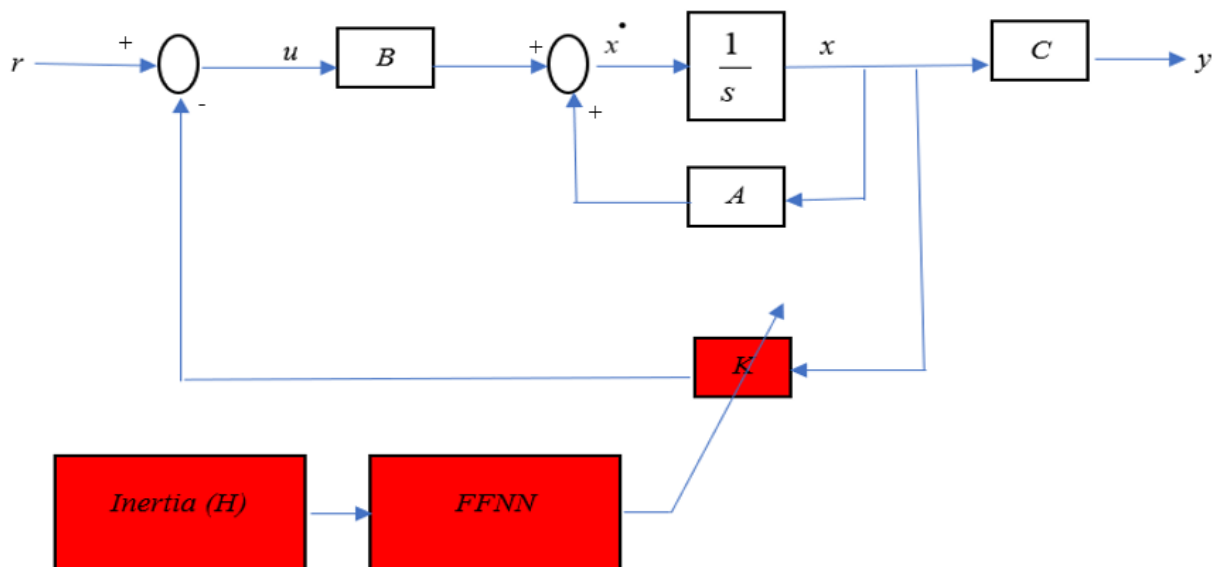 r + - u B + + ẋ 1/s x C y
A
K
Inertia (H) FFNN